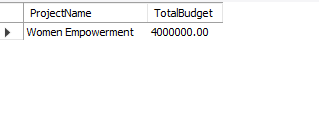 ProjectName TotalBudget
Women Empowerment 4000000.00